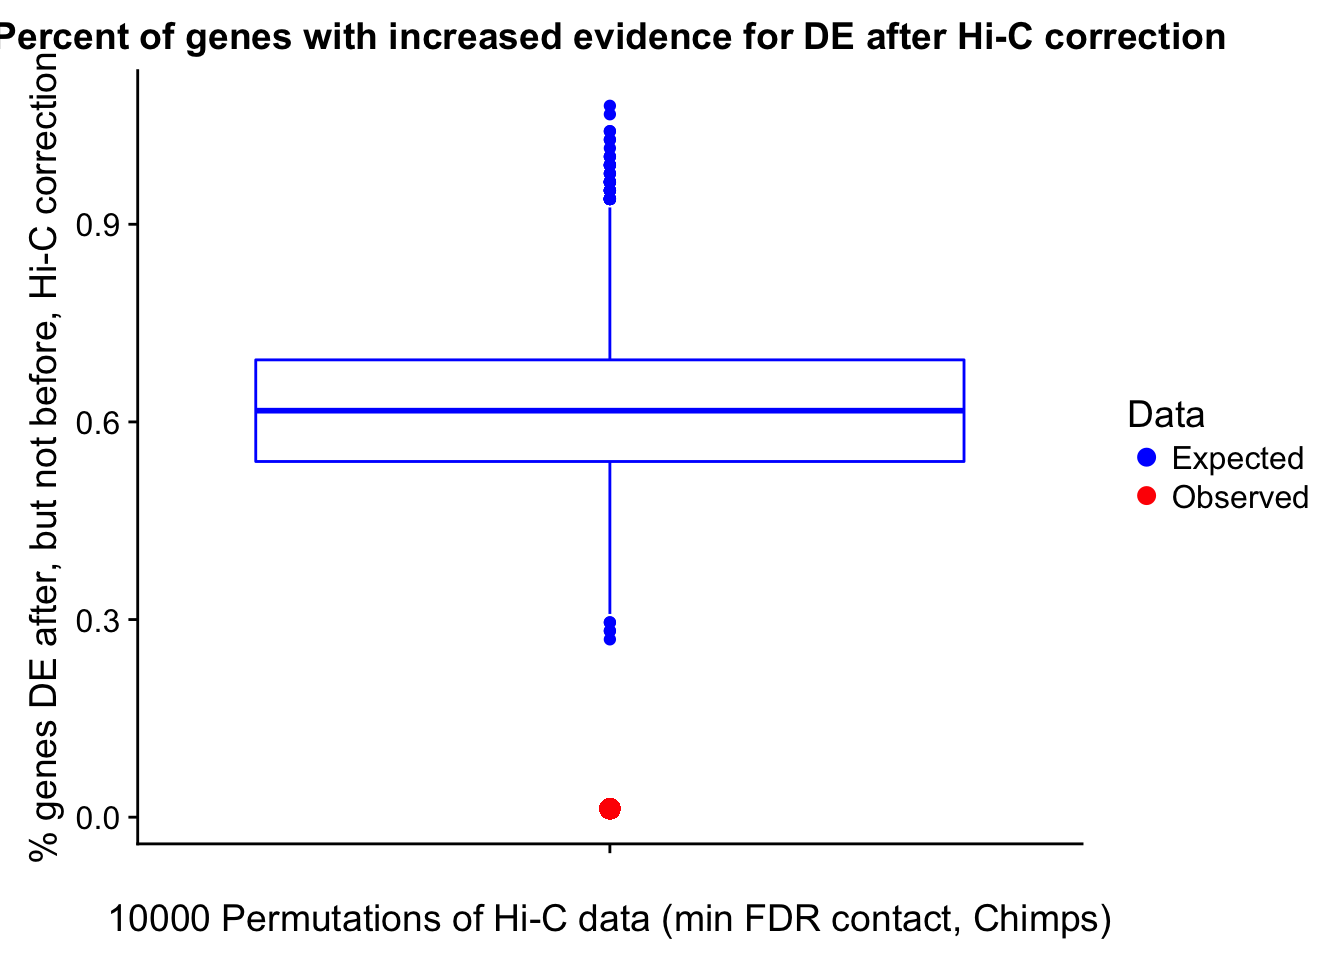 Percent of genes with increased evidence for DE after Hi-C correction
% genes DE after, but not before, Hi-C correction
0.9
0.6
0.3
0.0
Data
Expected
Observed
10000 Permutations of Hi-C data (min FDR contact, Chimps)